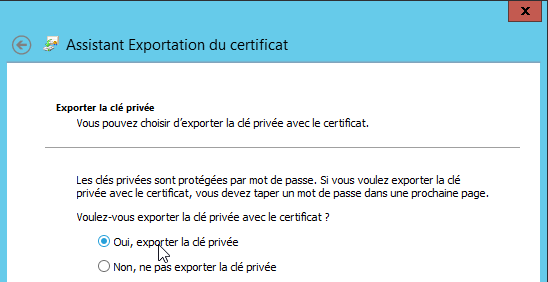 x
Assistant Exportation du certificat
Exporter la clé privée
Vous pouvez choisir d'exporter la clé privée avec le certificat.
Les clés privées sont protégées par mot de passe. Si vous voulez exporter la clé
privée avec le certificat, vous devez taper un mot de passe dans une prochaine page.
Voulez-vous exporter la clé privée avec le certificat ?
Oui, exporter la clé privée
Non, ne pas exporter la clé privée